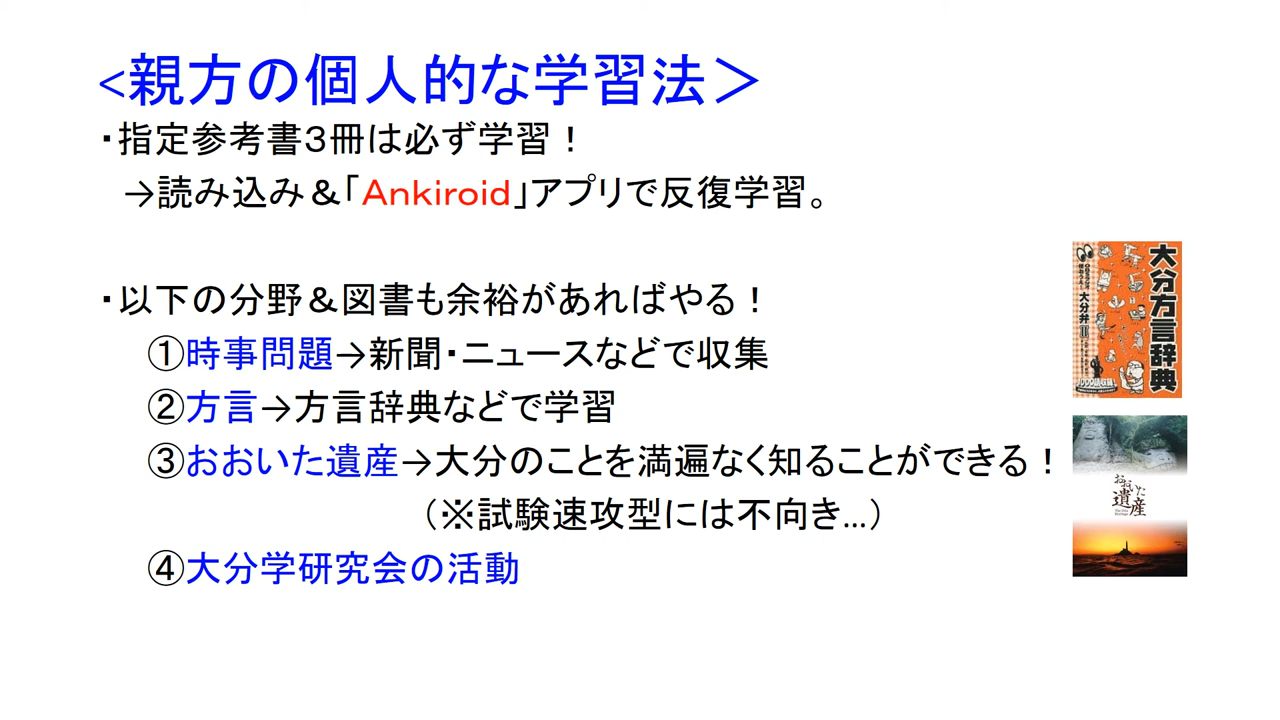 <親方の個人的な学習法＞
・指定参考書３冊は必ず学習！
→読み込み＆「Ankiroid」アプリで反復学習。
・以下の分野＆図書も余裕があればやる！
①時事問題→新聞・ニュースなどで収集
②方言→方言辞典などで学習
③おおいた遺産→大分のことを満遍なく知ることができる！
（※試験速攻型には不向き…）
④大分学研究会の活動
大分方言辞典
大分弁
おおいた
遺産